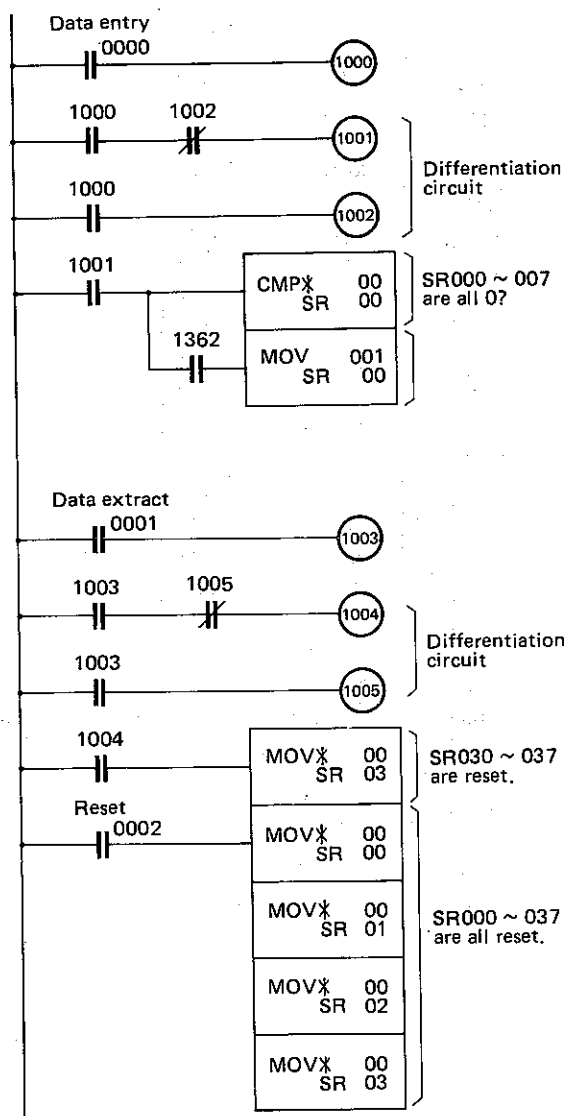 Data entry
0000
1000
1000
1002
1001
Differentiation
circuit
1000
1002
1001
CMP* 00
SR 00
SR000 ~ 007
are all 0?
1362
MOV 001
SR 00
Data extract
0001
1003
1003
1005
1004
Differentiation
circuit
1003
1005
1004
MOV* 00
SR 03
SR030 ~ 037
are reset.
Reset
0002
MOV* 00
SR 00
MOV* 00
SR 01
SR000 ~ 037
are all reset.
MOV* 00
SR 02
MOV* 00
SR 03